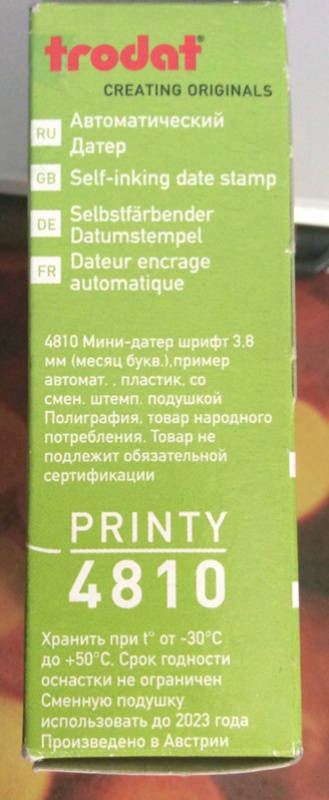 trodat
CREATING ORIGINALS
RU Автоматический
Датер
GB Self-inking date stamp
DE Selbstfärbender
Datumstempel
FR Dateur encrage
automatique
4810 Мини-датер шрифт 3,8
мм (месяц букв.),пример
автомат. , пластик, со
смен. штемп. подушкой
Полиграфия, товар народного
потребления. Товар не
подлежит обязательной
сертификации
PRINTY
4810
Хранить при t° от -30°C
до +50°C. Срок годности
оснастки не ограничен
Сменную подушку
использовать до 2023 года
Произведено в Австрии